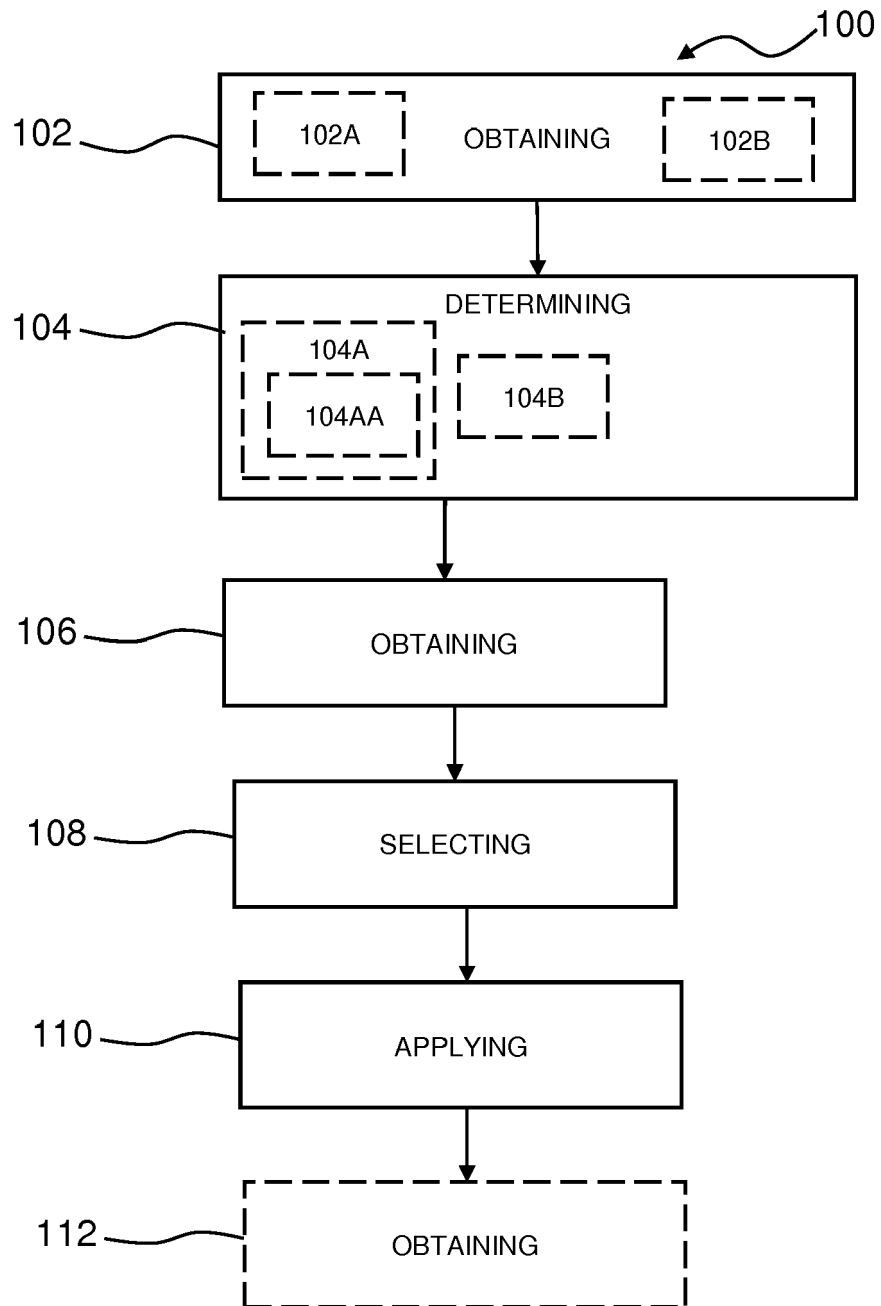 100
102
102A
OBTAINING
102B
104
DETERMINING
104A
104AA
104B
106
OBTAINING
108
SELECTING
110
APPLYING
112
OBTAINING